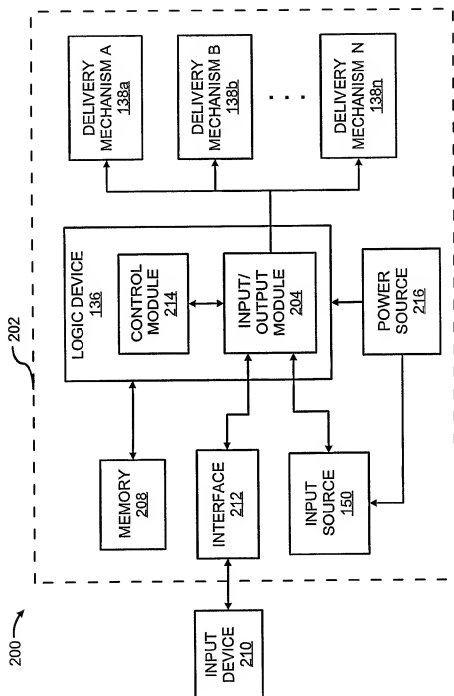 200
202
INPUT
DEVICE
210
MEMORY
208
INTERFACE
212
INPUT
SOURCE
150
LOGIC DEVICE
136
CONTROL
MODULE
214
INPUT/
OUTPUT
MODULE
204
POWER
SOURCE
216
DELIVERY
MECHANISM A
138a
DELIVERY
MECHANISM B
138b
DELIVERY
MECHANISM N
138n